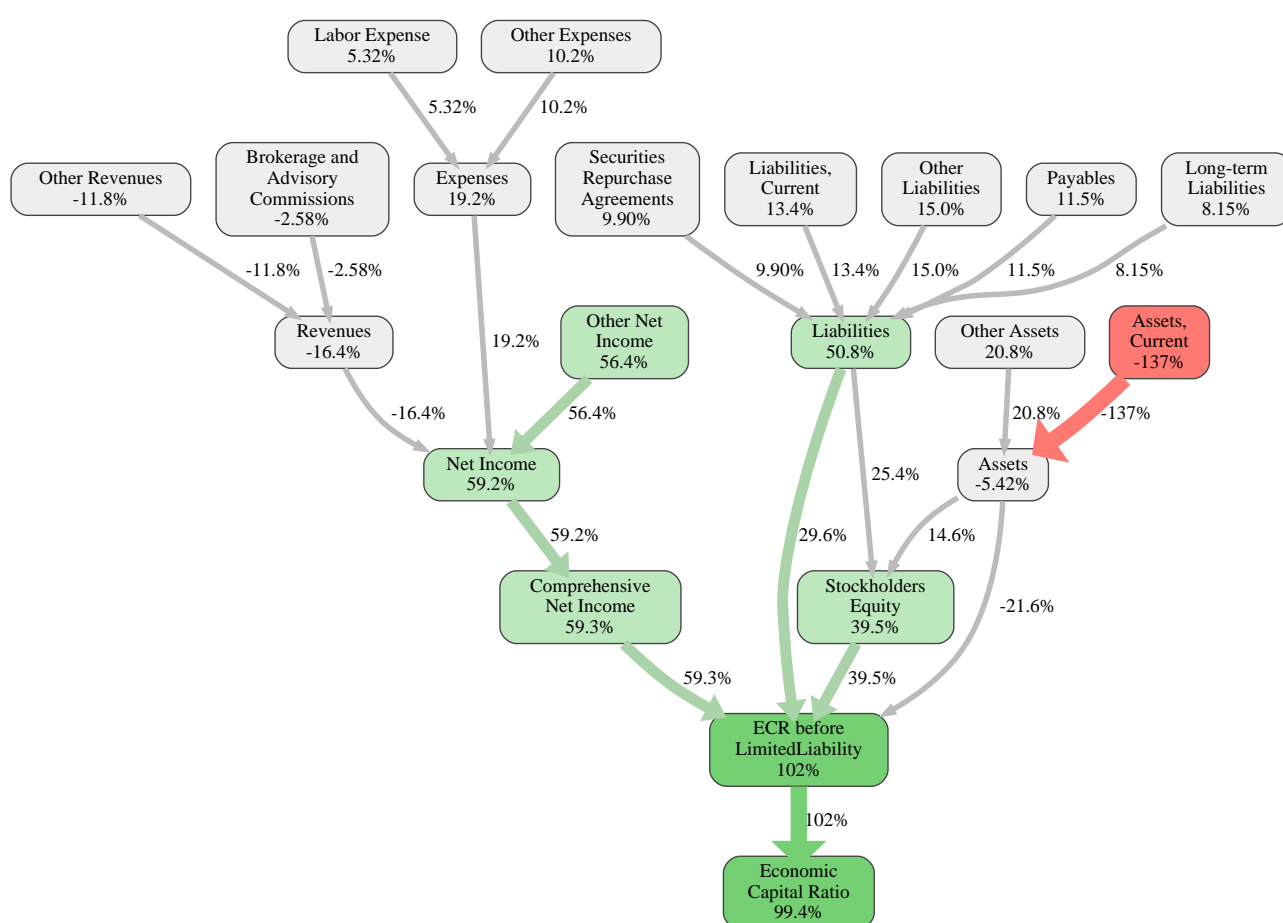 Labor Expense
5.32%
Other Expenses
10.2%
5.32%
10.2%
Other Revenues
-11.8%
Brokerage and
Advisory
Commissions
-2.58%
Expenses
19.2%
Securities
Repurchase
Agreements
9.90%
Liabilities,
Current
13.4%
Other
Liabilities
15.0%
Payables
11.5%
Long-term
Liabilities
8.15%
-11.8%
-2.58%
9.90%
13.4%
15.0%
11.5%
8.15%
Revenues
-16.4%
19.2%
Other Net
Income
56.4%
Liabilities
50.8%
Other Assets
20.8%
Assets,
Current
-137%
-16.4%
56.4%
20.8%
-137%
Net Income
59.2%
25.4%
Assets
-5.42%
59.2%
29.6%
14.6%
Comprehensive
Net Income
59.3%
Stockholders
Equity
39.5%
-21.6%
59.3%
39.5%
ECR before
LimitedLiability
102%
102%
Economic
Capital Ratio
99.4%